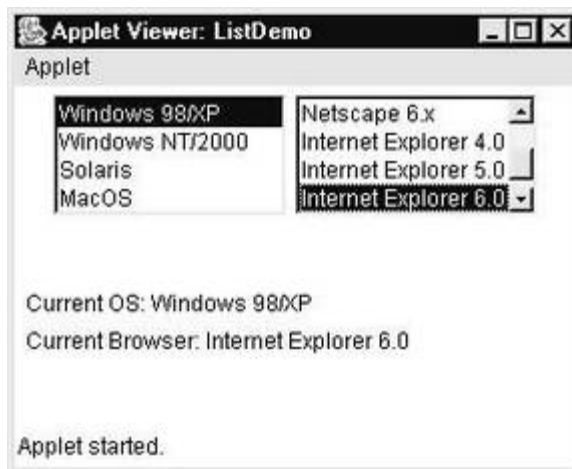 Applet Viewer: ListDemo
Applet
Windows 98/XP
Windows NT/2000
Solaris
MacOS
Netscape 6.x
Internet Explorer 4.0
Internet Explorer 5.0
Internet Explorer 6.0
Current OS: Windows 98/XP
Current Browser: Internet Explorer 6.0
Applet started.